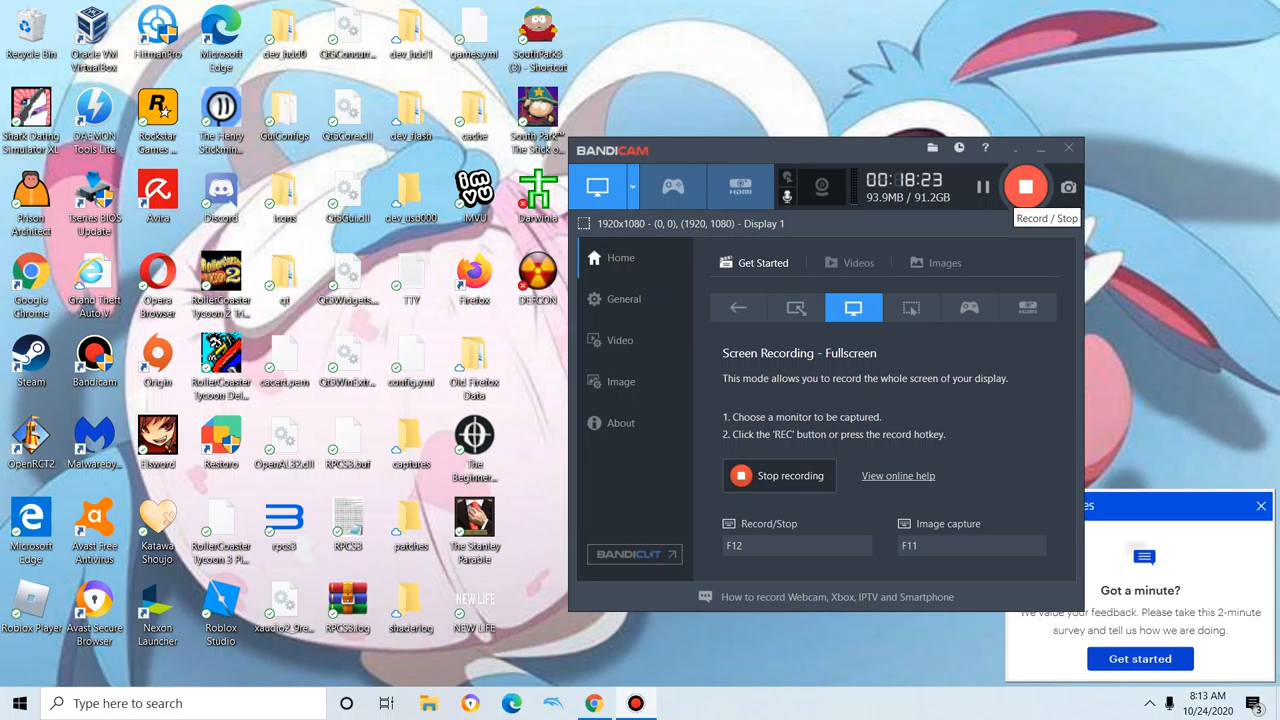 Recycle Bin
Oracle VM
VirtualBox
HitmanPro
Microsoft
Edge
dev_hdd0
Qt5Concurr...
dev_hdd1
games.yml
SouthPark3
(3) - Shortcut
Shark Dating
Simulator XL
DAEMON
Tools Lite
Rockstar
Games ...
The Henry
Stickmin...
GuiConfigs
Qt5Core.dll
dev_flash
cache
South Park™
The Stick o...
Prison
Architect
Tseries BIOS
Update
Avira
Discord
Icons
Qt5Gui.dll
dev_usb000
IMVU
Darwinia
Google
Chrome
Grand Theft
Auto V
Opera
Browser
RollerCoaster
Tycoon 2 Tri...
qt
Qt5Widgets...
TTY
Firefox
DEFCON
Steam
Bandicam
Origin
RollerCoaster
Tycoon Del...
cacert.pem
Qt5WinExtr...
config.yml
Old Firefox
Data
OpenRCT2
Malwareby...
Elsword
Restoro
OpenAL32.dll
RPCS3.buf
captures
The
Beginner...
Microsoft
Edge
Avast Free
Antivirus
Katawa
Shoujo
RollerCoaster
Tycoon 3 Pl...
rpcs3
RPCS3
patches
The Stanley
Parable
Roblox Player
Avast Secure
Browser
Nexon
Launcher
Roblox
Studio
xaudio2_9re...
RPCS3.log
shaderlog
NEW LIFE
NEW LIFE
BANDICAM
HDMI
00:18:23
93.9MB / 91.2GB
Record / Stop
1920x1080 - (0, 0), (1920, 1080) - Display 1
Home
General
Video
Image
About
BANDICUT
Get Started
Videos
Images
HDMI
Screen Recording - Fullscreen
This mode allows you to record the whole screen of your display.
1. Choose a monitor to be captured.
2. Click the 'REC' button or press the record hotkey.
Stop recording
View online help
Record/Stop
Image capture
F12
F11
How to record Webcam, Xbox, IPTV and Smartphone
es
Got a minute?
We value your feedback. Please take this 2-minute
survey and tell us how we are doing.
Get started
Type here to search
8:13 AM
10/24/2020
3